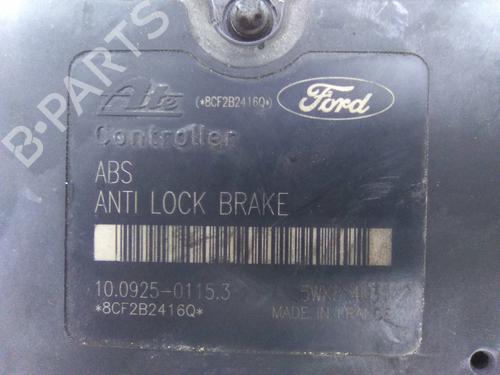 Ate (*8CF2B2416Q*) Ford
Controller
ABS
ANTI LOCK BRAKE
10.0925-0115.3
*8CF2B2416Q* MADE IN FRANCE
B-PARTS